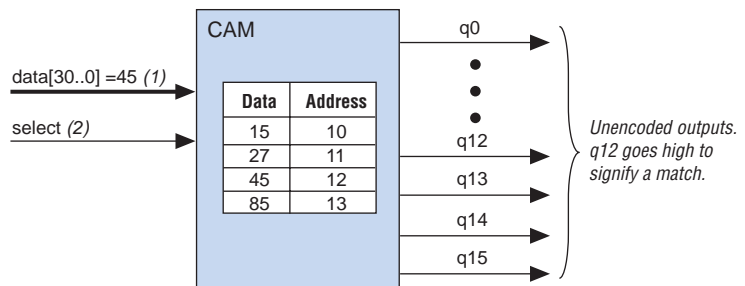 CAM
q0
data[30..0] =45 (1)
select (2)
Data Address
15 10
27 11
45 12
85 13
q12
q13
q14
q15
Unencoded outputs.
q12 goes high to
signify a match.